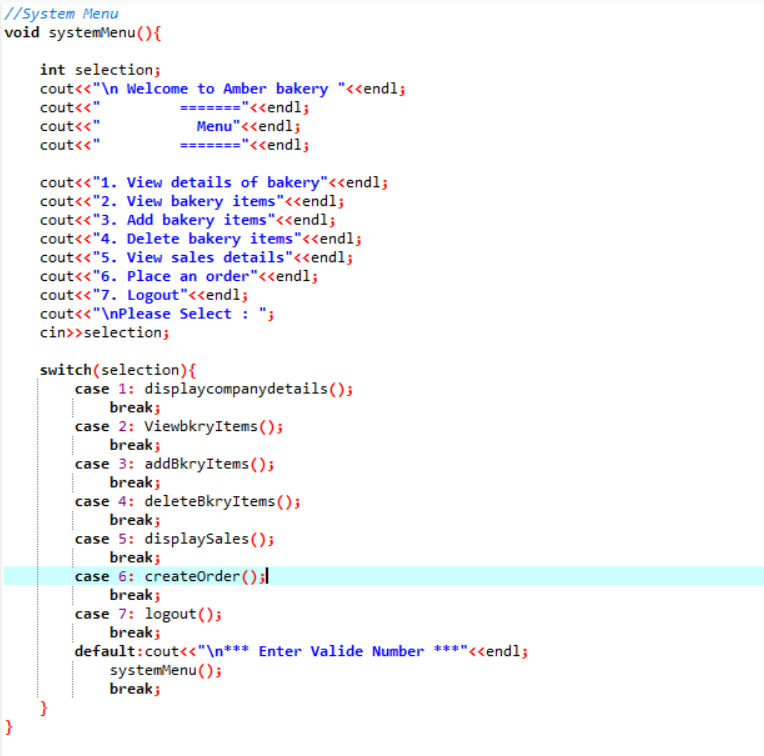 //System Menu
void systemMenu(){
int selection;
cout<<"\n Welcome to Amber bakery "<<endl;
cout<<"         ======="<<endl;
cout<<"           Menu"<<endl;
cout<<"         ======="<<endl;
cout<<"1. View details of bakery"<<endl;
cout<<"2. View bakery items"<<endl;
cout<<"3. Add bakery items"<<endl;
cout<<"4. Delete bakery items"<<endl;
cout<<"5. View sales details"<<endl;
cout<<"6. Place an order"<<endl;
cout<<"7. Logout"<<endl;
cout<<"\nPlease Select : ";
cin>>selection;
switch(selection){
case 1: displaycompanydetails();
break;
case 2: ViewbkryItems();
break;
case 3: addBkryItems();
break;
case 4: deleteBkryItems();
break;
case 5: displaySales();
break;
case 6: createOrder();
break;
case 7: logout();
break;
default:cout<<"\n*** Enter Valide Number ***"<<endl;
systemMenu();
break;
}
}